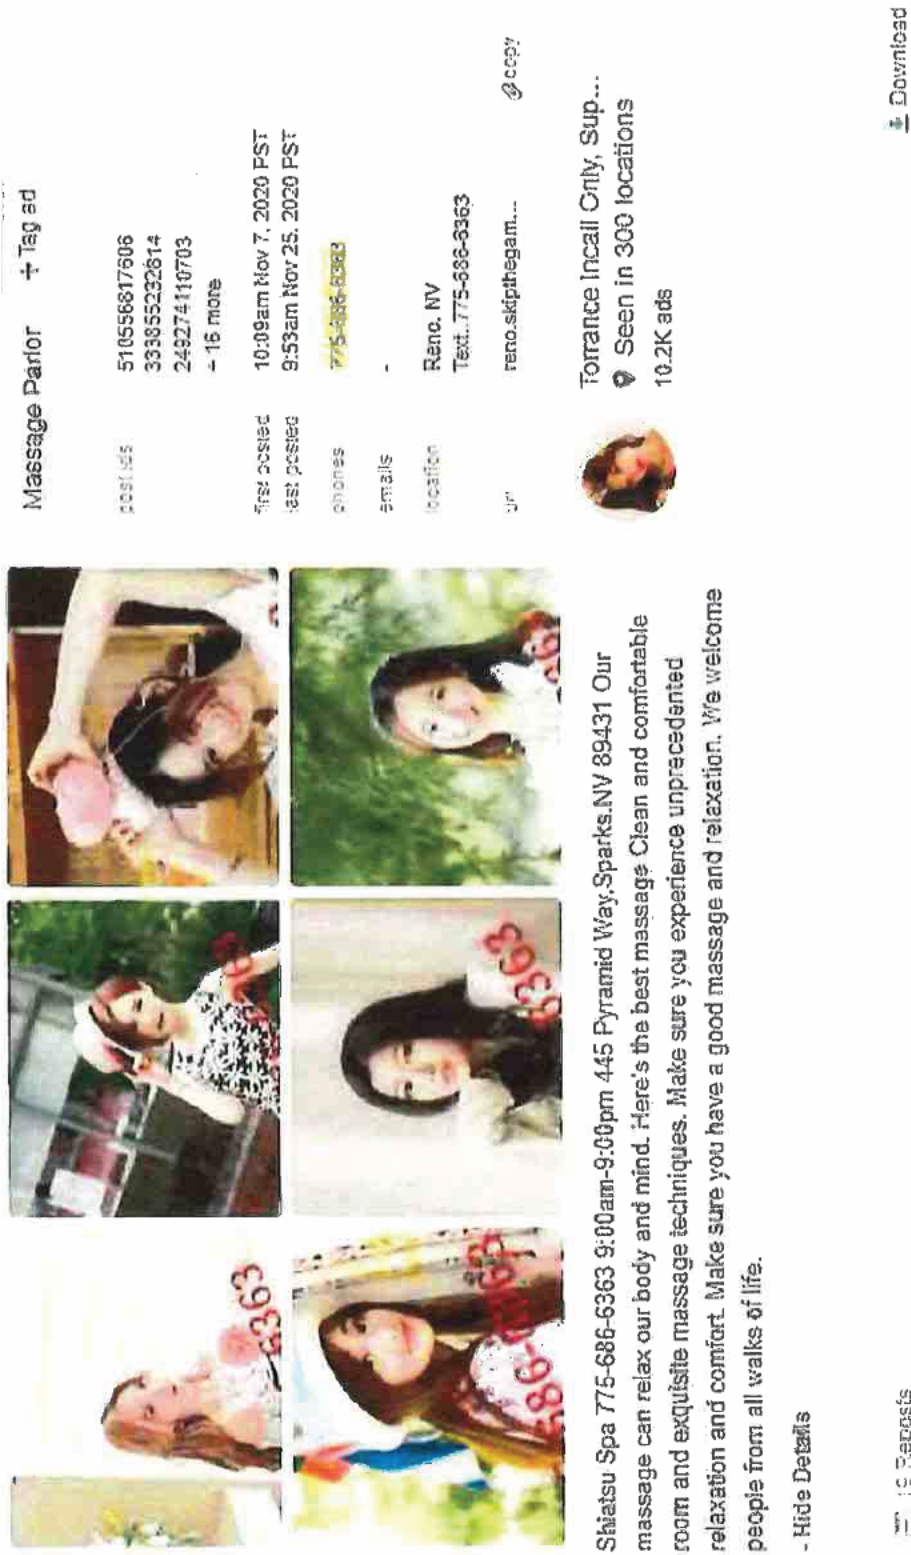 Massage Parlor + Tag ad
post ids 510556817606
333855232614
249274110703
+ 16 more
first posted 10:09am Nov 7, 2020 PST
last posted 9:53am Nov 25, 2020 PST
phones 775-686-6363
emails -
location Reno, NV
Text..775-686-6363
url reno.skipthegam... copy
Torrance Incall Only, Sup...
Seen in 300 locations
10.2K ads
6363
6363
686-6363
Shiatsu Spa 775-686-6363 9:00am-9:00pm 445 Pyramid Way,Sparks,NV 89431 Our
massage can relax our body and mind. Here's the best massage Clean and comfortable
room and exquisite massage techniques. Make sure you experience unprecedented
relaxation and comfort. Make sure you have a good massage and relaxation. We welcome
people from all walks of life.
- Hide Details
19 Reposts
Download